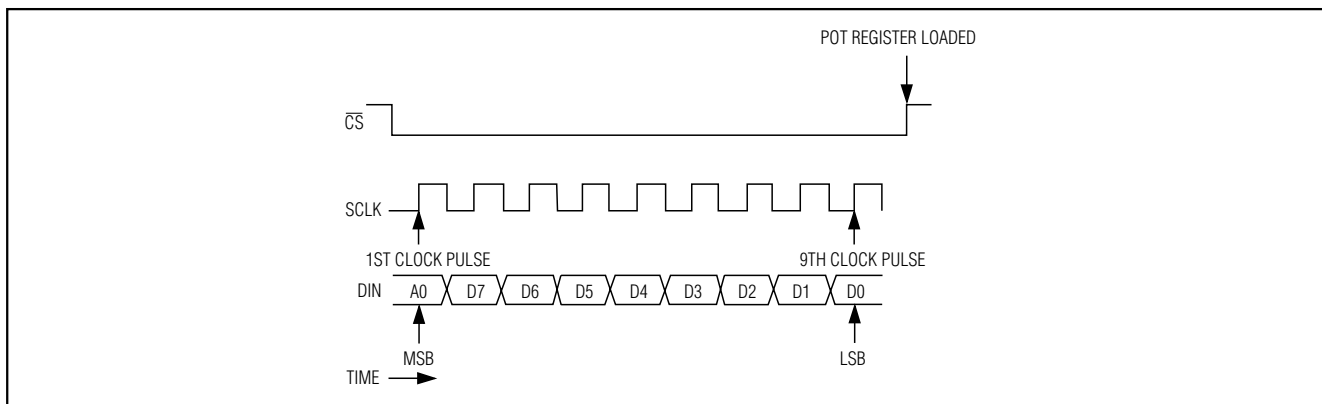 POT REGISTER LOADED
C̅S̅
SCLK
1ST CLOCK PULSE 9TH CLOCK PULSE
DIN A0 D7 D6 D5 D4 D3 D2 D1 D0
MSB LSB
TIME